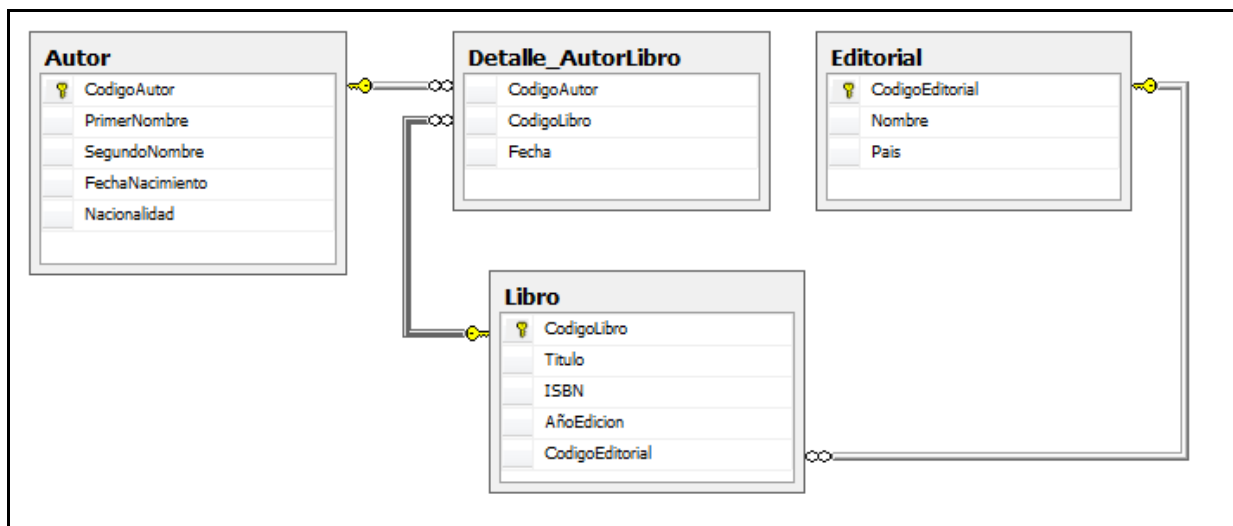 Autor
CodigoAutor
PrimerNombre
SegundoNombre
FechaNacimiento
Nacionalidad
Detalle_AutorLibro
CodigoAutor
CodigoLibro
Fecha
Editorial
CodigoEditorial
Nombre
Pais
Libro
CodigoLibro
Titulo
ISBN
AñoEdicion
CodigoEditorial